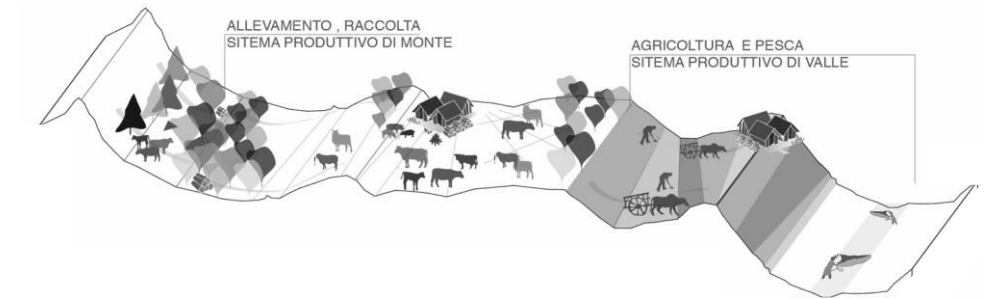 ALLEVAMENTO , RACCOLTA
SITEMA PRODUTTIVO DI MONTE
AGRICOLTURA E PESCA
SITEMA PRODUTTIVO DI VALLE